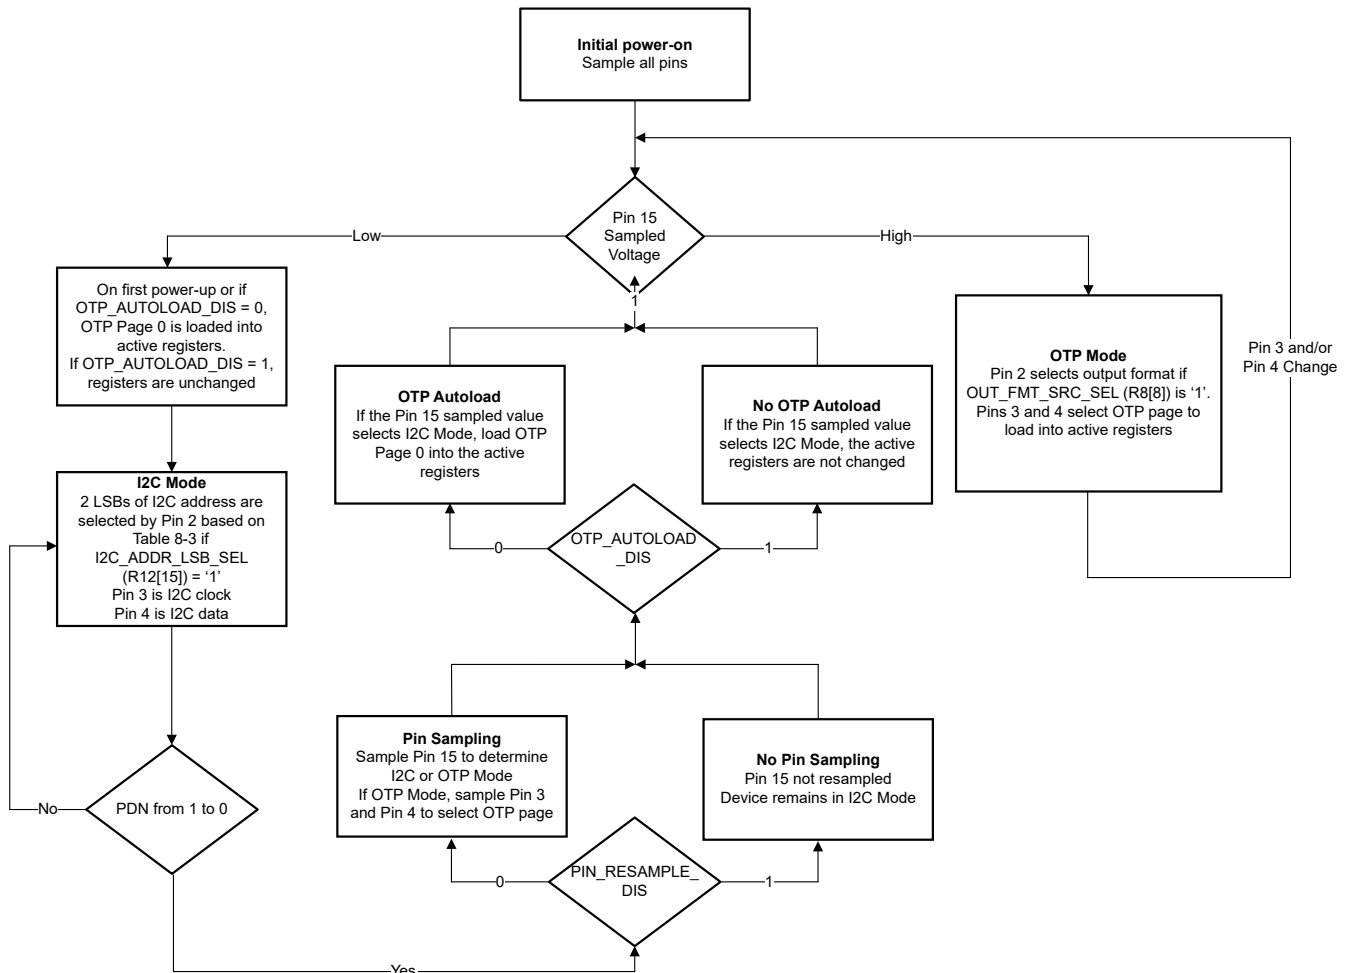 Initial power-on
Sample all pins
Pin 15
Sampled
Voltage
Low
High
1
On first power-up or if
OTP_AUTOLOAD_DIS = 0,
OTP Page 0 is loaded into
active registers.
If OTP_AUTOLOAD_DIS = 1,
registers are unchanged
OTP Mode
Pin 2 selects output format if
OUT_FMT_SRC_SEL (R8[8]) is ‘1’.
Pins 3 and 4 select OTP page to
load into active registers
Pin 3 and/or
Pin 4 Change
OTP Autoload
If the Pin 15 sampled value
selects I2C Mode, load OTP
Page 0 into the active
registers
No OTP Autoload
If the Pin 15 sampled value
selects I2C Mode, the active
registers are not changed
I2C Mode
2 LSBs of I2C address are
selected by Pin 2 based on
Table 8-3 if
I2C_ADDR_LSB_SEL
(R12[15]) = ‘1’
Pin 3 is I2C clock
Pin 4 is I2C data
0
OTP_AUTOLOAD
_DIS
1
Pin Sampling
Sample Pin 15 to determine
I2C or OTP Mode
If OTP Mode, sample Pin 3
and Pin 4 to select OTP page
No Pin Sampling
Pin 15 not resampled
Device remains in I2C Mode
No
PDN from 1 to 0
0
PIN_RESAMPLE_
DIS
1
Yes